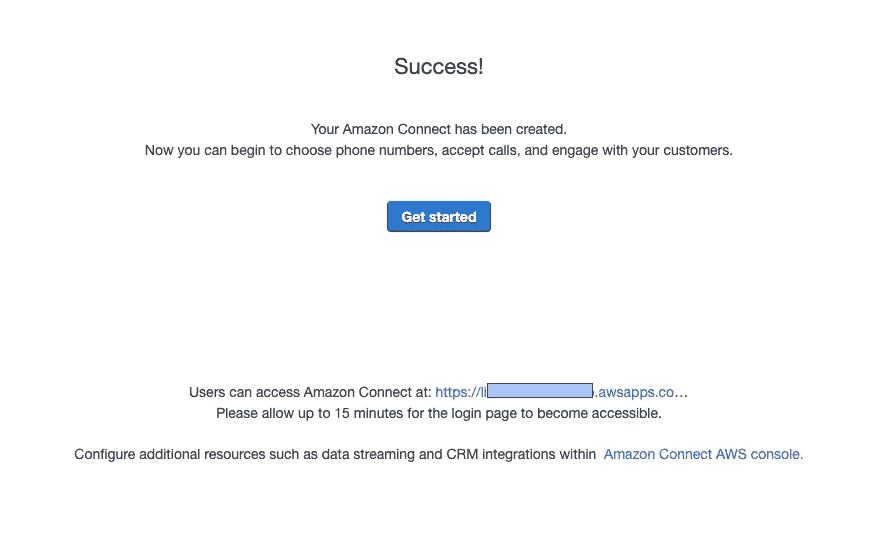 Success!
Your Amazon Connect has been created.
Now you can begin to choose phone numbers, accept calls, and engage with your customers.
Get started
Users can access Amazon Connect at: https://li .awsapps.co...
Please allow up to 15 minutes for the login page to become accessible.
Configure additional resources such as data streaming and CRM integrations within Amazon Connect AWS console.